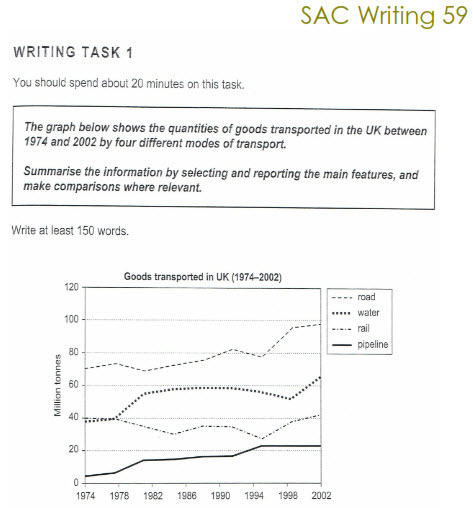 SAC Writing 59
WRITING TASK 1
You should spend about 20 minutes on this task.
The graph below shows the quantities of goods transported in the UK between
1974 and 2002 by four different modes of transport.
Summarise the information by selecting and reporting the main features, and
make comparisons where relevant.
Write at least 150 words.
Goods transported in UK (1974–2002)
120
100
80
60
40
20
0
Million tonnes
1974 1978 1982 1986 1990 1994 1998 2002
road
water
rail
pipeline